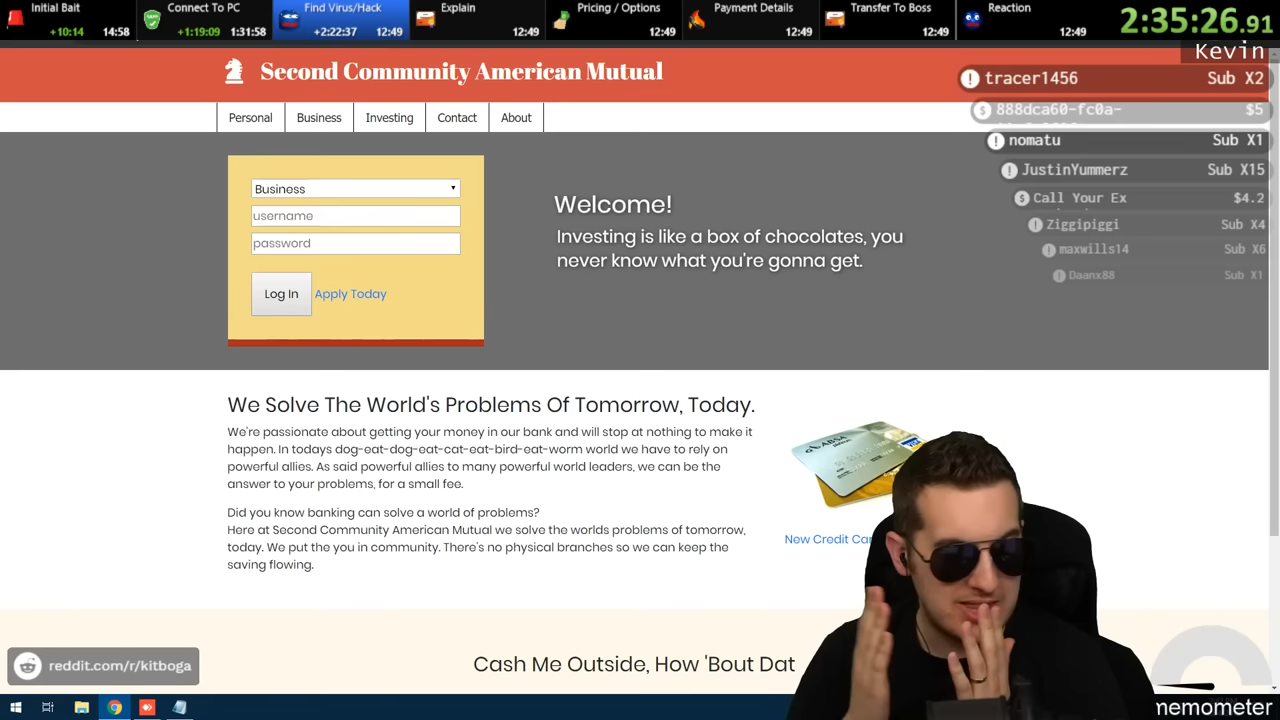 Initial Bait
+10:14 14:58
Connect To PC
+1:19:09 1:31:58
Find Virus/Hack
+2:22:37 12:49
Explain
12:49
Pricing / Options
12:49
Payment Details
12:49
Transfer To Boss
12:49
Reaction
12:49
2:35:26.91
Kevin
Second Community American Mutual
tracer1456 Sub X2
888dca60-fc0a- $5
nomatu Sub X1
JustinYummerz Sub X15
Call Your Ex $4.2
Ziggipiggi Sub X4
maxwills14 Sub X6
Daanx88 Sub X1
Personal Business Investing Contact About
Business
username
password
Log In Apply Today
Welcome!
Investing is like a box of chocolates, you
never know what you're gonna get.
We Solve The World's Problems Of Tomorrow, Today.
We're passionate about getting your money in our bank and will stop at nothing to make it
happen. In todays dog-eat-dog-eat-cat-eat-bird-eat-worm world we have to rely on
powerful allies. As said powerful allies to many powerful world leaders, we can be the
answer to your problems, for a small fee.
Did you know banking can solve a world of problems?
Here at Second Community American Mutual we solve the worlds problems of tomorrow,
today. We put the you in community. There's no physical branches so we can keep the
saving flowing.
ABSA
VISA
New Credit Ca
Cash Me Outside, How 'Bout Dat
reddit.com/r/kitboga
memometer